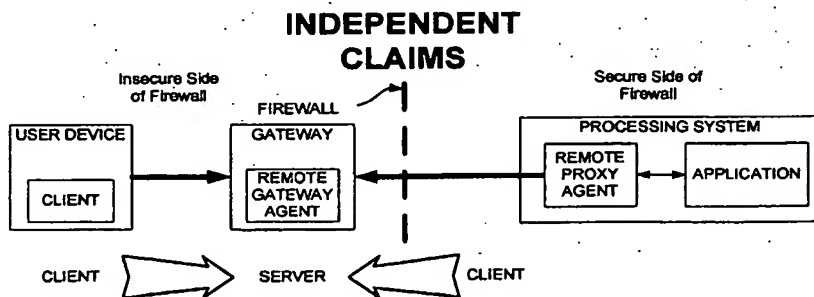 INDEPENDENT
CLAIMS
Insecure Side
of Firewall
Secure Side of
Firewall
FIREWALL
USER DEVICE
GATEWAY
PROCESSING SYSTEM
CLIENT
REMOTE
GATEWAY
AGENT
REMOTE
PROXY
AGENT
APPLICATION
CLIENT
SERVER
CLIENT